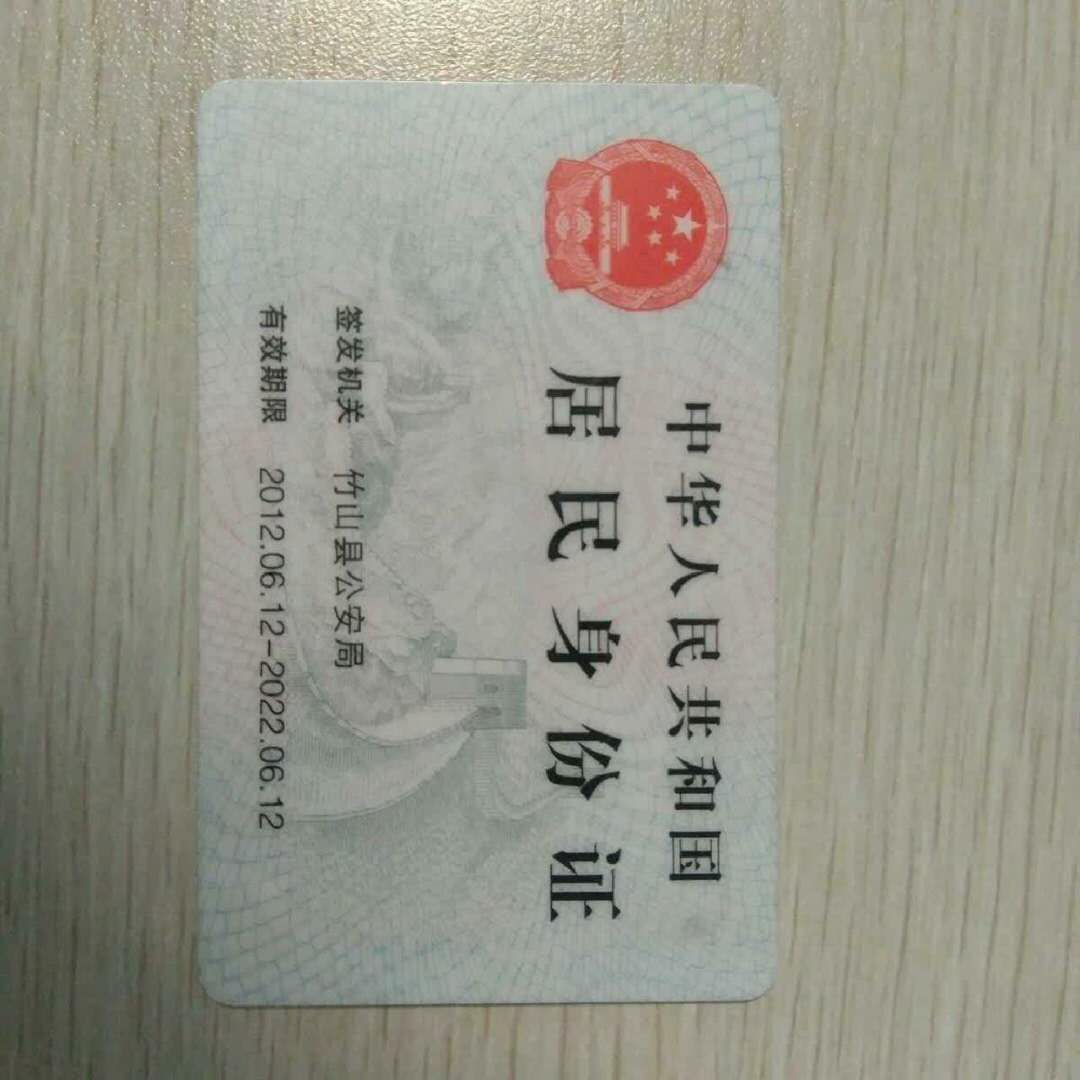 中华人民共和国
居民身份证
签发机关 竹山县公安局
有效期限 2012.06.12-2022.06.12